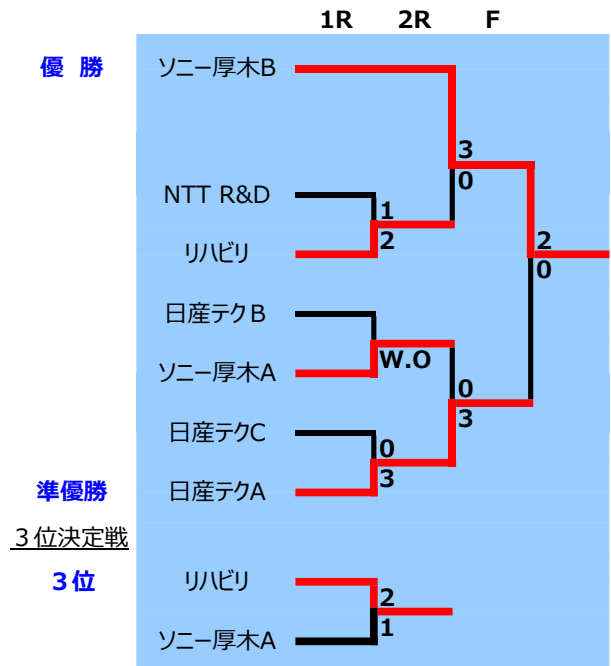 1R 2R F
優 勝 ソニー厚木B
3
0
NTT R&D
1
2
リハビリ
2
0
日産テクB
W.O
ソニー厚木A
0
3
日産テクC
0
3
準優勝 日産テクA
３位決定戦
３位 リハビリ
2
1
ソニー厚木A